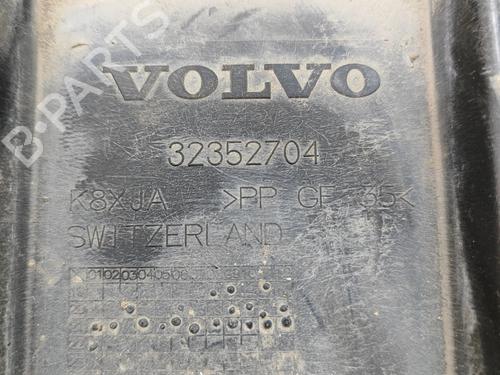 B-PARTS
VOLVO
32352704
K8XJA >PP GF 35<
SWITZERLAND